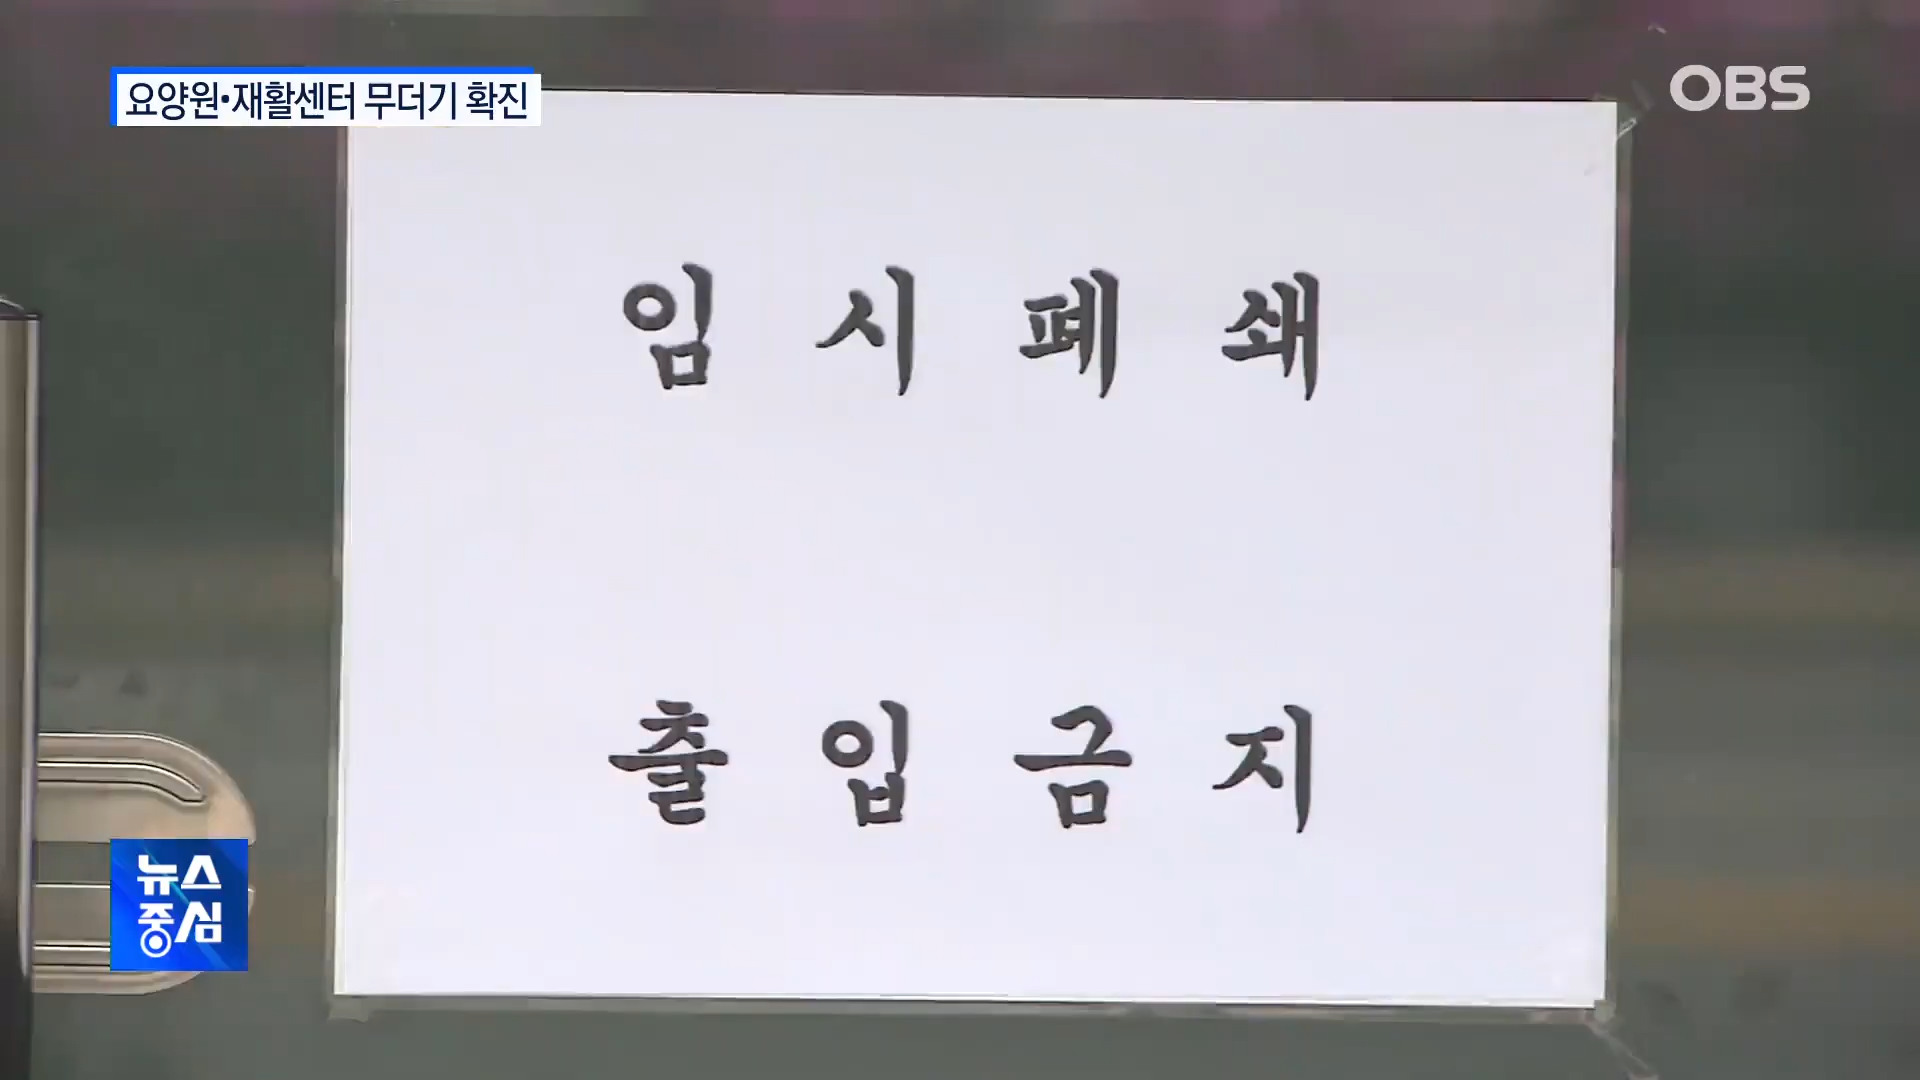 요양원•재활센터 무더기 확진
OBS
임 시 폐 쇄
출 입 금 지
뉴스
중심